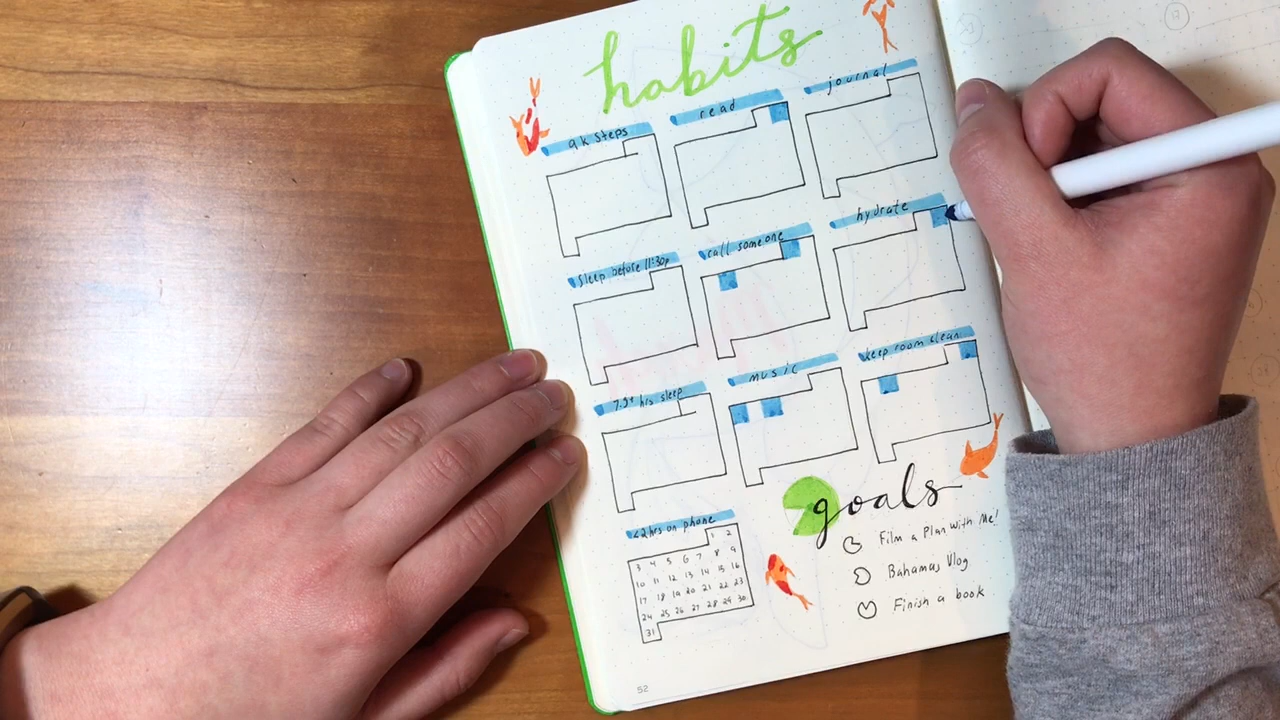 habits
9k steps
read
journal
sleep before 11:30p
call someone
hydrate
7.5+ hrs sleep
music
keep room clean
<2hrs on phone
1 2
3 4 5 6 7 8 9
10 11 12 13 14 15 16
17 18 19 20 21 22 23
24 25 26 27 28 29 30
31
goals
Film a Plan With Me!
Bahamas Vlog
Finish a book
52